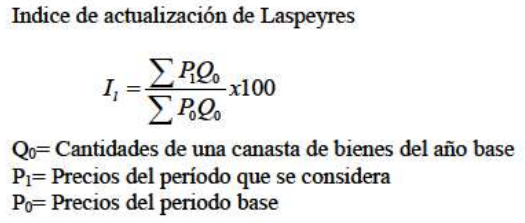 Indice de actualización de Laspeyres
I₁ = ∑ P₁Q₀ / ∑ P₀Q₀ x100
Q₀= Cantidades de una canasta de bienes del año base
P₁= Precios del período que se considera
P₀= Precios del periodo base